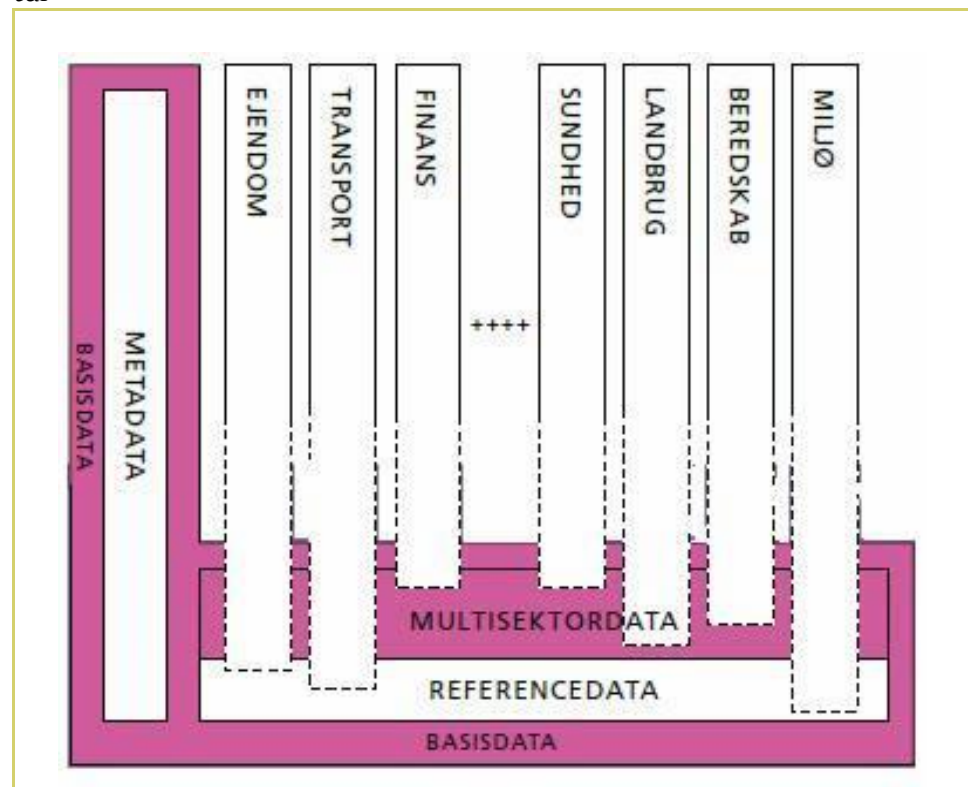 EJENDOM
TRANSPORT
FINANS
++++
SUNDHED
LANDBRUG
BEREDSKAB
MILJØ
BASISDATA
METADATA
MULTISEKTORDATA
REFERENCEDATA
BASISDATA